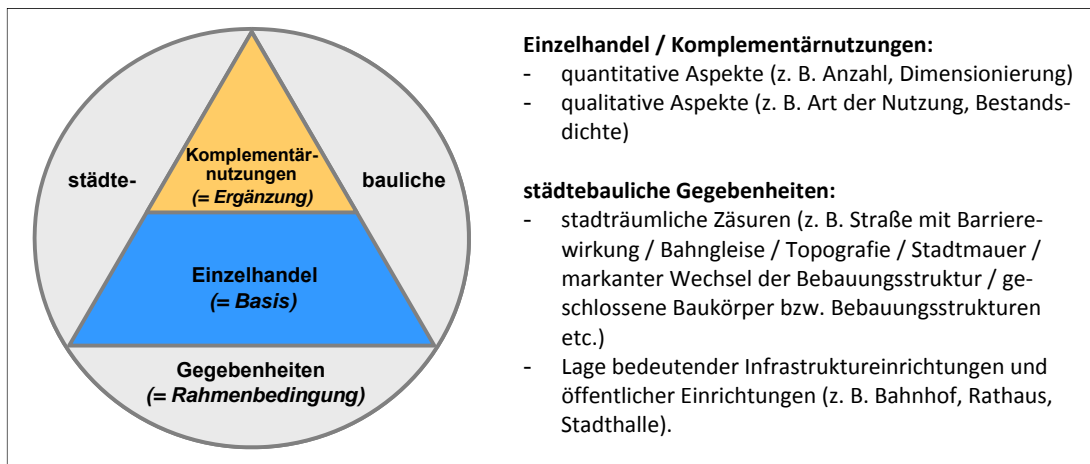 städte-
Komplementär-
nutzungen
(= Ergänzung)
bauliche
Einzelhandel
(= Basis)
Gegebenheiten
(= Rahmenbedingung)
Einzelhandel / Komplementärnutzungen:
- quantitative Aspekte (z. B. Anzahl, Dimensionierung)
- qualitative Aspekte (z. B. Art der Nutzung, Bestands-
dichte)
städtebauliche Gegebenheiten:
- stadträumliche Zäsuren (z. B. Straße mit Barriere-
wirkung / Bahngleise / Topografie / Stadtmauer /
markanter Wechsel der Bebauungsstruktur / ge-
schlossene Baukörper bzw. Bebauungsstrukturen
etc.)
- Lage bedeutender Infrastruktureinrichtungen und
öffentlicher Einrichtungen (z. B. Bahnhof, Rathaus,
Stadthalle).